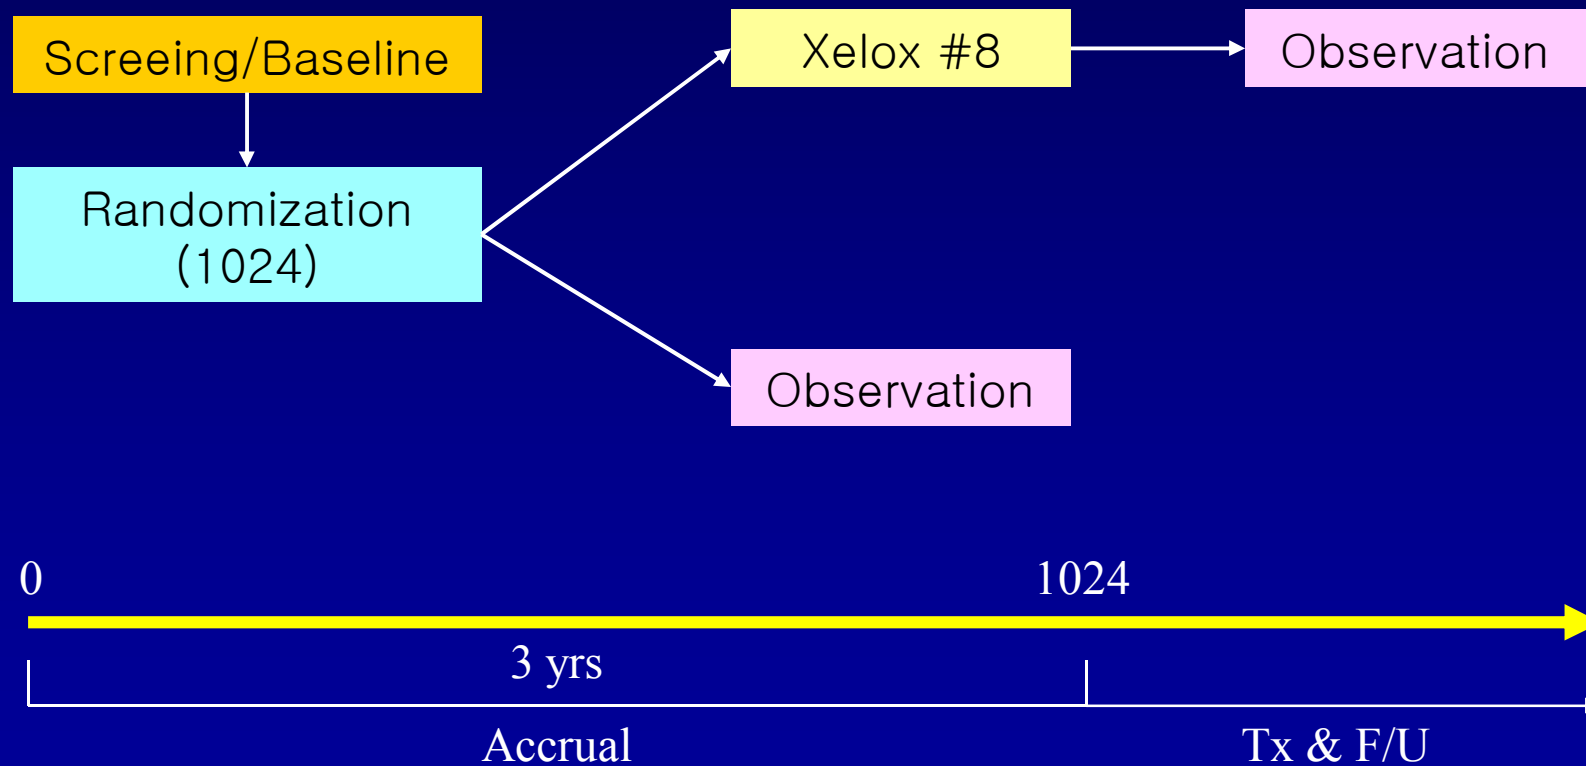 Screeing/Baseline
Xelox #8
Observation
Randomization
(1024)
Observation
0
1024
3 yrs
Accrual
Tx & F/U